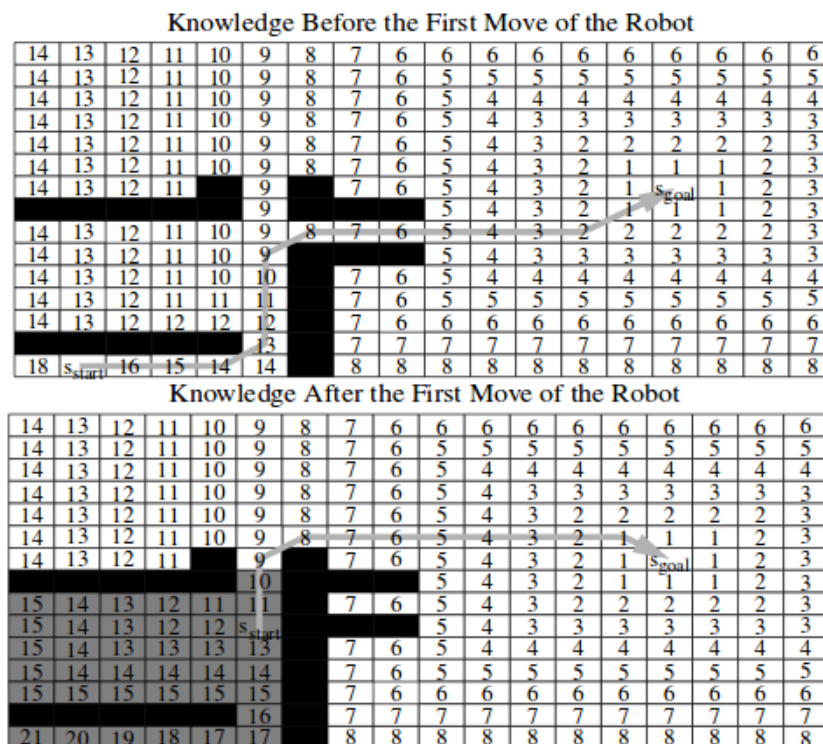 Knowledge Before the First Move of the Robot
14 13 12 11 10 9 8 7 6 6 6 6 6 6 6 6 6 6
14 13 12 11 10 9 8 7 6 5 5 5 5 5 5 5 5 5
14 13 12 11 10 9 8 7 6 5 4 4 4 4 4 4 4 4
14 13 12 11 10 9 8 7 6 5 4 3 3 3 3 3 3 3
14 13 12 11 10 9 8 7 6 5 4 3 2 2 2 2 2 3
14 13 12 11 10 9 8 7 6 5 4 3 2 1 1 1 2 3
14 13 12 11 9 7 6 5 4 3 2 1 sgoal 1 2 3
9 5 4 3 2 1 1 1 2 3
14 13 12 11 10 9 8 7 6 5 4 3 2 2 2 2 2 3
14 13 12 11 10 9 5 4 3 3 3 3 3 3 3
14 13 12 11 10 10 7 6 5 4 4 4 4 4 4 4 4
14 13 12 11 11 11 7 6 5 5 5 5 5 5 5 5 5
14 13 12 12 12 12 7 6 6 6 6 6 6 6 6 6 6
13 7 7 7 7 7 7 7 7 7 7 7
18 sstart 16 15 14 14 8 8 8 8 8 8 8 8 8 8 8
Knowledge After the First Move of the Robot
14 13 12 11 10 9 8 7 6 6 6 6 6 6 6 6 6 6
14 13 12 11 10 9 8 7 6 5 5 5 5 5 5 5 5 5
14 13 12 11 10 9 8 7 6 5 4 4 4 4 4 4 4 4
14 13 12 11 10 9 8 7 6 5 4 3 3 3 3 3 3 3
14 13 12 11 10 9 8 7 6 5 4 3 2 2 2 2 2 3
14 13 12 11 10 9 8 7 6 5 4 3 2 1 1 1 2 3
14 13 12 11 9 7 6 5 4 3 2 1 sgoal 1 2 3
10 5 4 3 2 1 1 1 2 3
15 14 13 12 11 11 7 6 5 4 3 2 2 2 2 2 3
15 14 13 12 12 sstart 5 4 3 3 3 3 3 3 3
15 14 13 13 13 13 7 6 5 4 4 4 4 4 4 4 4
15 14 14 14 14 14 7 6 5 5 5 5 5 5 5 5 5
15 15 15 15 15 15 7 6 6 6 6 6 6 6 6 6 6
16 7 7 7 7 7 7 7 7 7 7 7
21 20 19 18 17 17 8 8 8 8 8 8 8 8 8 8 8